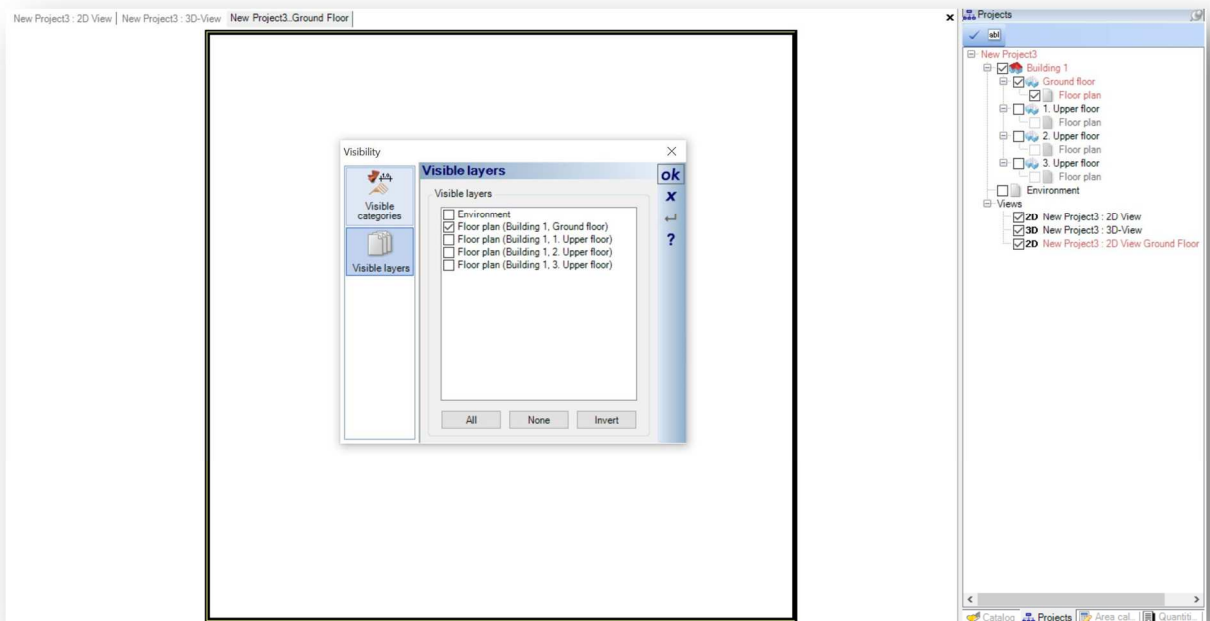 New Project3 : 2D View
New Project3 : 3D-View
New Project3..Ground Floor
x
Projects
abl
New Project3
Building 1
Ground floor
Floor plan
1. Upper floor
Floor plan
2. Upper floor
Floor plan
3. Upper floor
Floor plan
Environment
Views
2D New Project3 : 2D View
3D New Project3 : 3D-View
2D New Project3 : 2D View Ground Floor
Visibility
Visible
categories
Visible layers
Visible layers
Visible layers
Environment
Floor plan (Building 1, Ground floor)
Floor plan (Building 1, 1. Upper floor)
Floor plan (Building 1, 2. Upper floor)
Floor plan (Building 1, 3. Upper floor)
All
None
Invert
ok
x
?
Catalog
Projects
Area cal...
Quantiti...